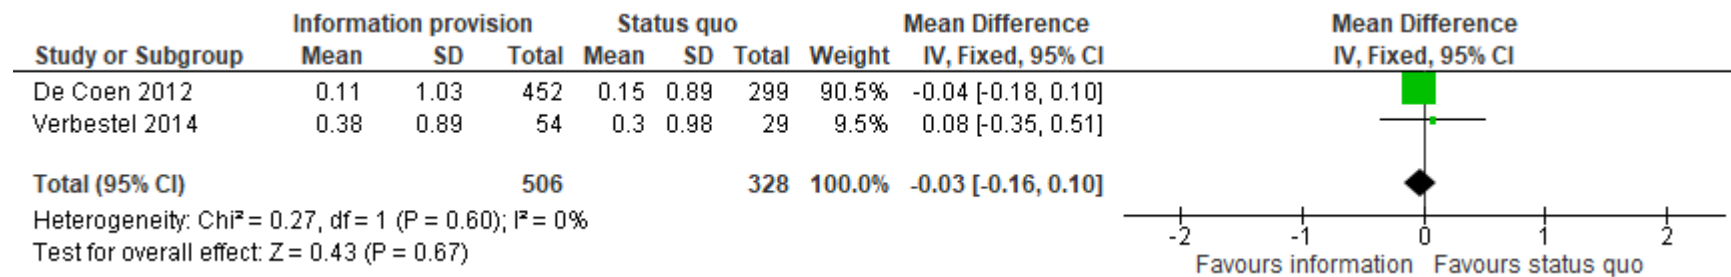 Information provision Status quo Mean Difference Mean Difference
Study or Subgroup Mean SD Total Mean SD Total Weight IV, Fixed, 95% CI IV, Fixed, 95% CI
De Coen 2012 0.11 1.03 452 0.15 0.89 299 90.5% -0.04 [-0.18, 0.10]
Verbestel 2014 0.38 0.89 54 0.3 0.98 29 9.5% 0.08 [-0.35, 0.51]
Total (95% CI) 506 328 100.0% -0.03 [-0.16, 0.10]
Heterogeneity: Chi² = 0.27, df = 1 (P = 0.60); I² = 0%
Test for overall effect: Z = 0.43 (P = 0.67)
-2 -1 0 1 2
Favours information Favours status quo